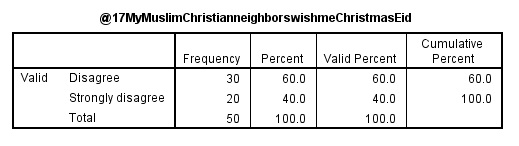 @17MyMuslimChristianneighborswishmeChristmasEid
Frequency Percent Valid Percent Cumulative Percent
Valid Disagree 30 60.0 60.0 60.0
Strongly disagree 20 40.0 40.0 100.0
Total 50 100.0 100.0